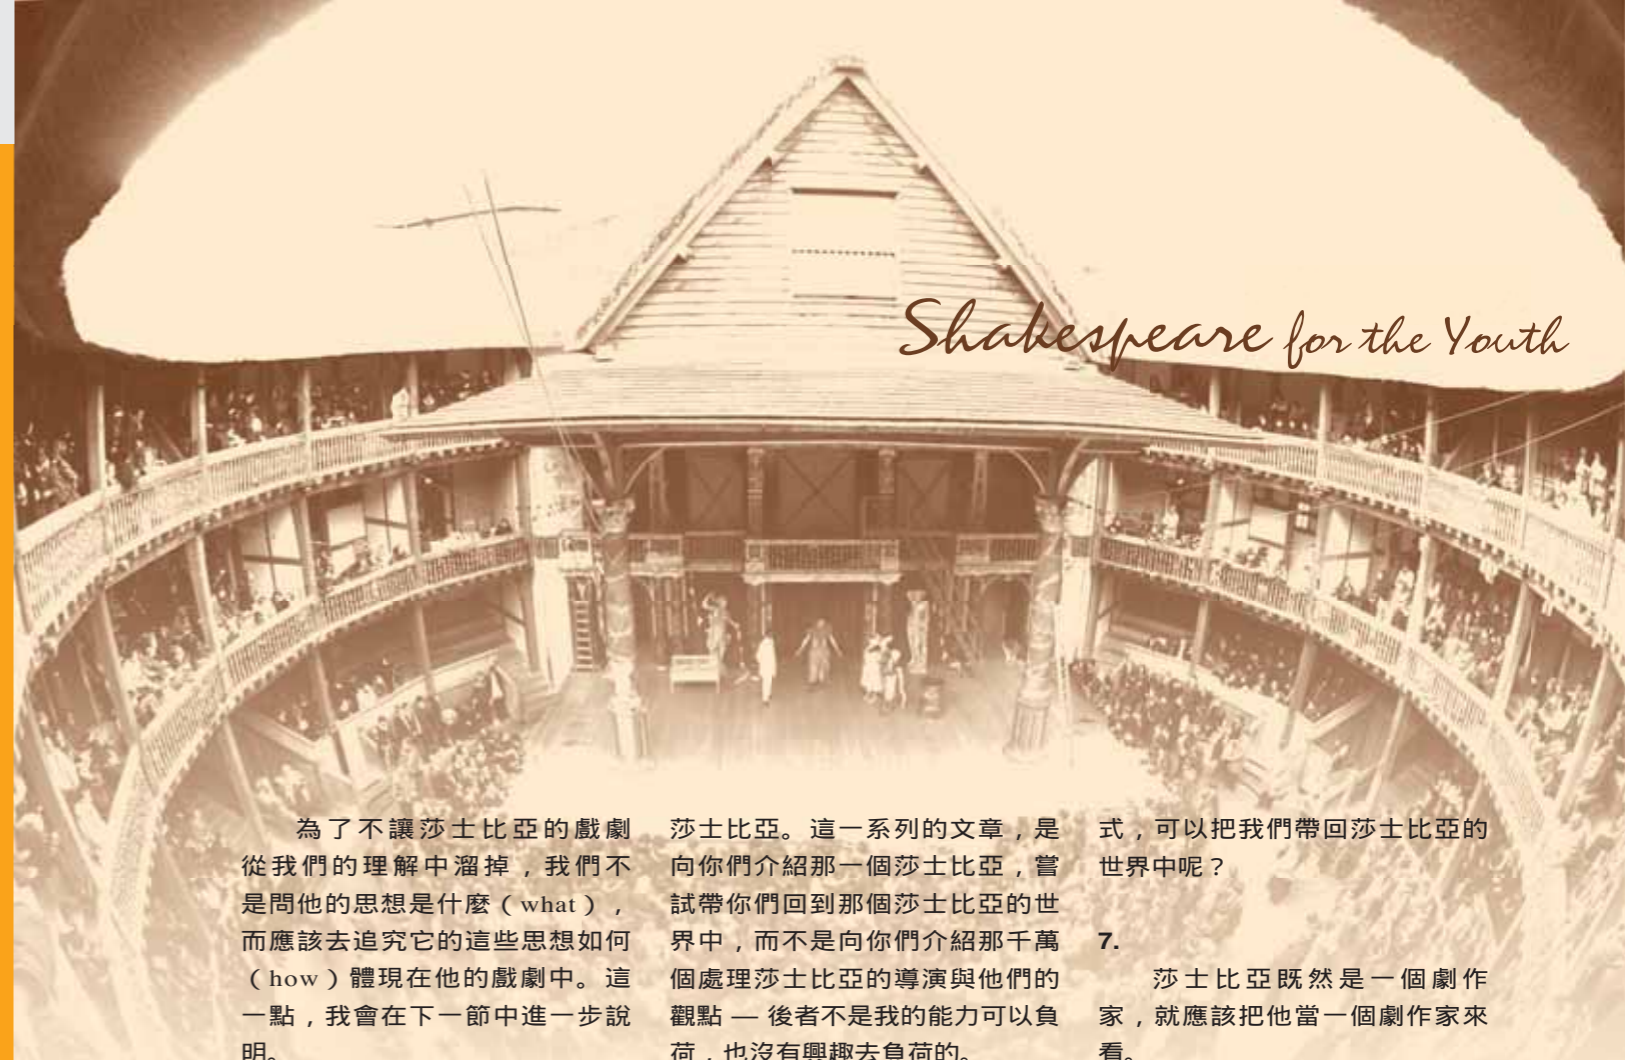 Shakespeare for the Youth
為了不讓莎士比亞的戲劇
從我們的理解中溜掉，我們不
是問他的思想是什麼（what），
而應該去追究它的這些思想如何
（how）體現在他的戲劇中。這
一點，我會在下一節中進一步說
明。
莎士比亞。這一系列的文章，是
向你們介紹那一個莎士比亞，嘗
試帶你們回到那個莎士比亞的世
界中，而不是向你們介紹那千萬
個處理莎士比亞的導演與他們的
觀點 — 後者不是我的能力可以負
荷，也沒有興趣去負荷的。
式，可以把我們帶回莎士比亞的
世界中呢？
7.
莎士比亞既然是一個劇作
家，就應該把他當一個劇作家來
看。